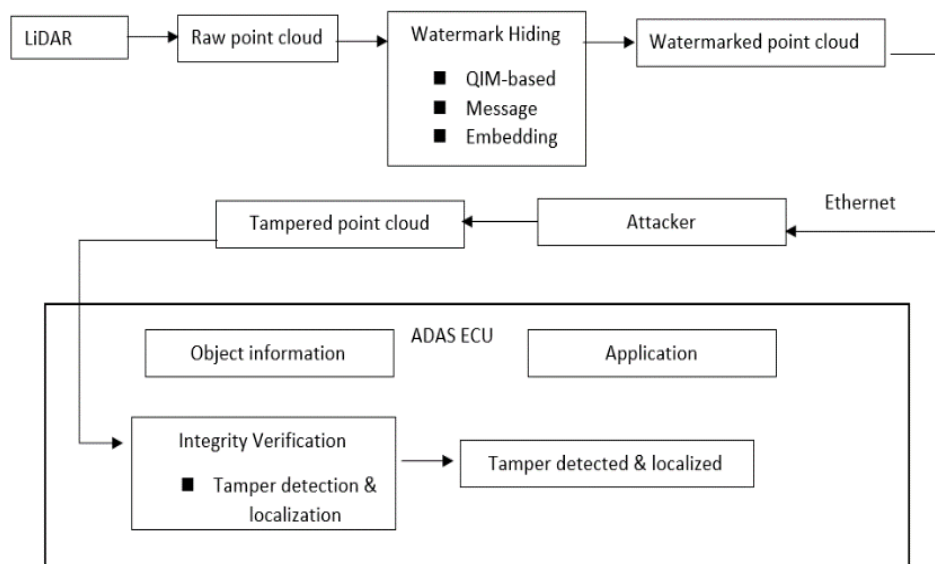 LiDAR
Raw point cloud
Watermark Hiding
■ QIM-based
■ Message
■ Embedding
Watermarked point cloud
Ethernet
Attacker
Tampered point cloud
ADAS ECU
Object information
Application
Integrity Verification
■ Tamper detection &
localization
Tamper detected & localized